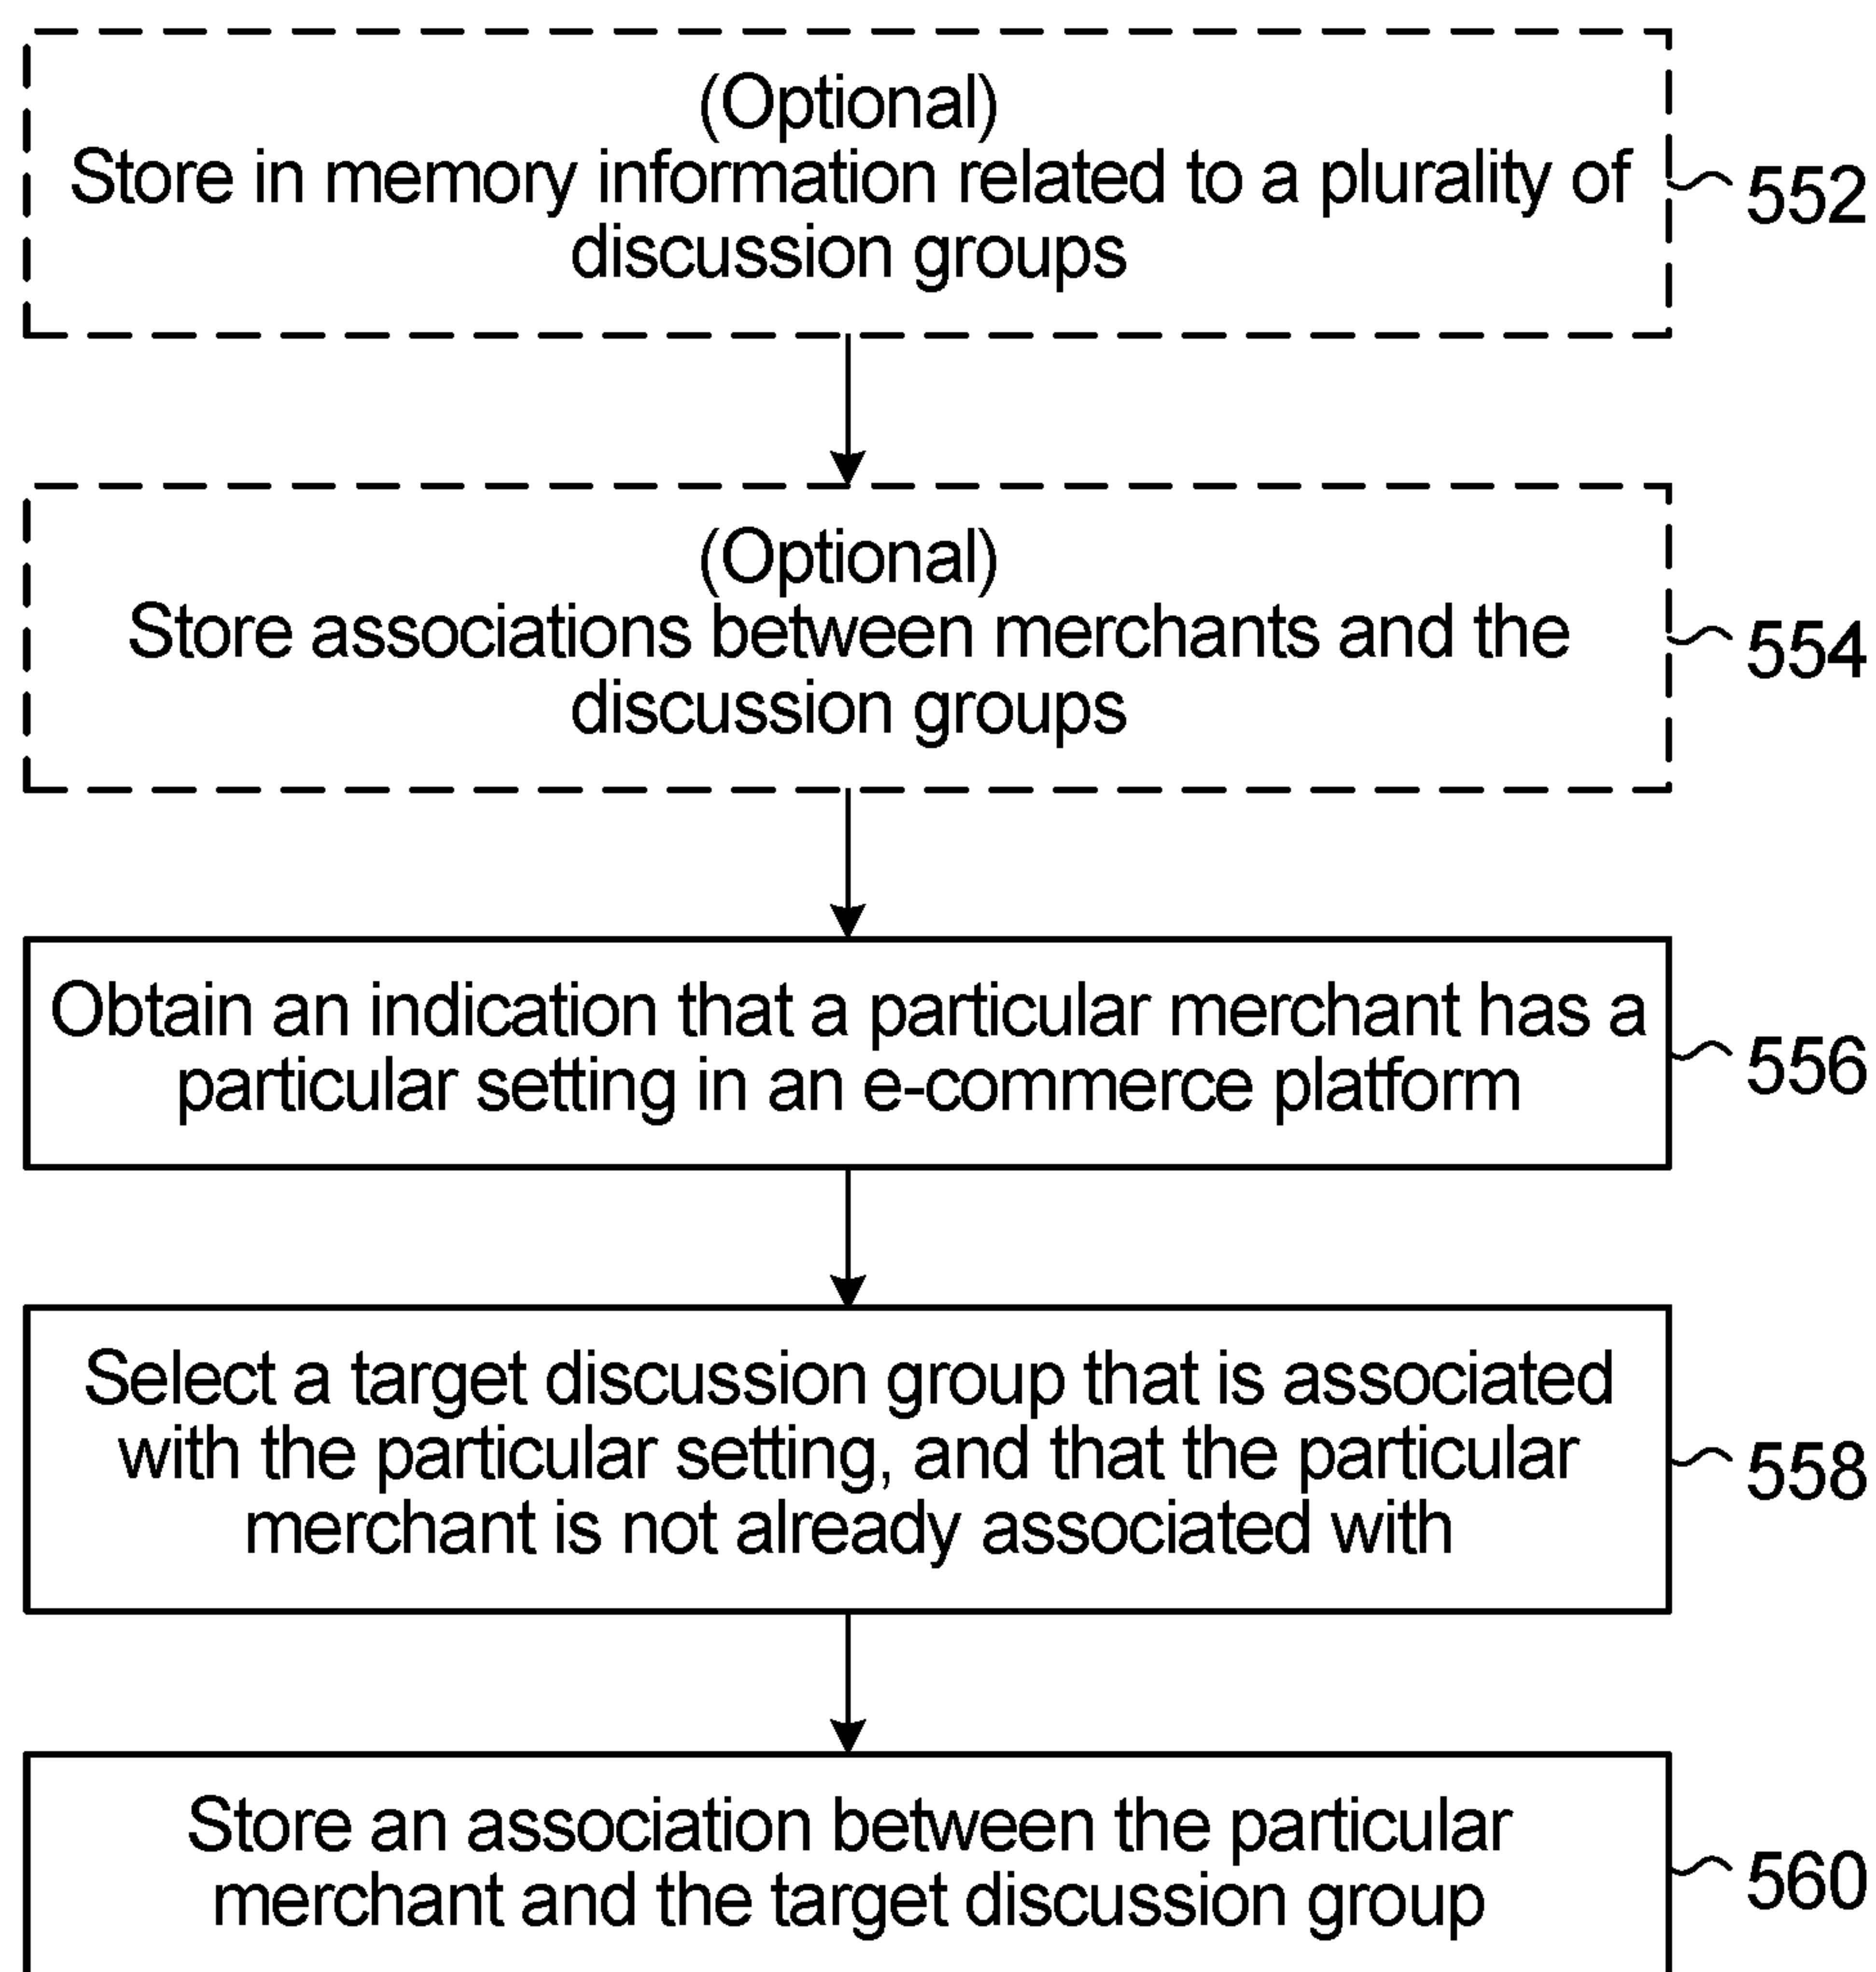 (Optional)
Store in memory information related to a plurality of
discussion groups
552
(Optional)
Store associations between merchants and the
discussion groups
554
Obtain an indication that a particular merchant has a
particular setting in an e-commerce platform
556
Select a target discussion group that is associated
with the particular setting, and that the particular
merchant is not already associated with
558
Store an association between the particular
merchant and the target discussion group
560